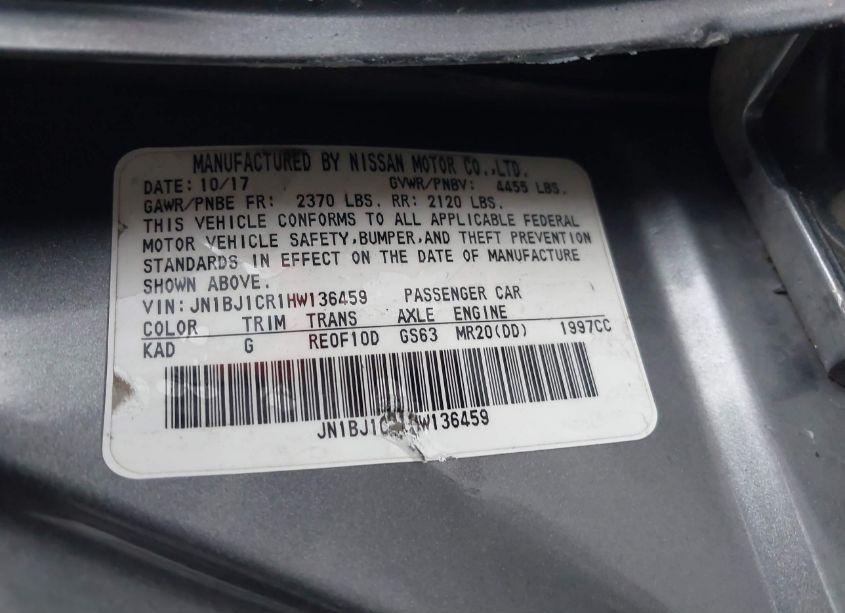 MANUFACTURED BY NISSAN MOTOR CO.,LTD.
DATE: 10/17 GVWR/PNBV: 4455 LBS.
GAWR/PNBE FR: 2370 LBS. RR: 2120 LBS.
THIS VEHICLE CONFORMS TO ALL APPLICABLE FEDERAL
MOTOR VEHICLE SAFETY,BUMPER,AND THEFT PREVENTION
STANDARDS IN EFFECT ON THE DATE OF MANUFACTURE
SHOWN ABOVE.
VIN: JN1BJ1CR1HW136459 PASSENGER CAR
COLOR TRIM TRANS AXLE ENGINE
KAD G RE0F10D GS63 MR20(DD) 1997CC